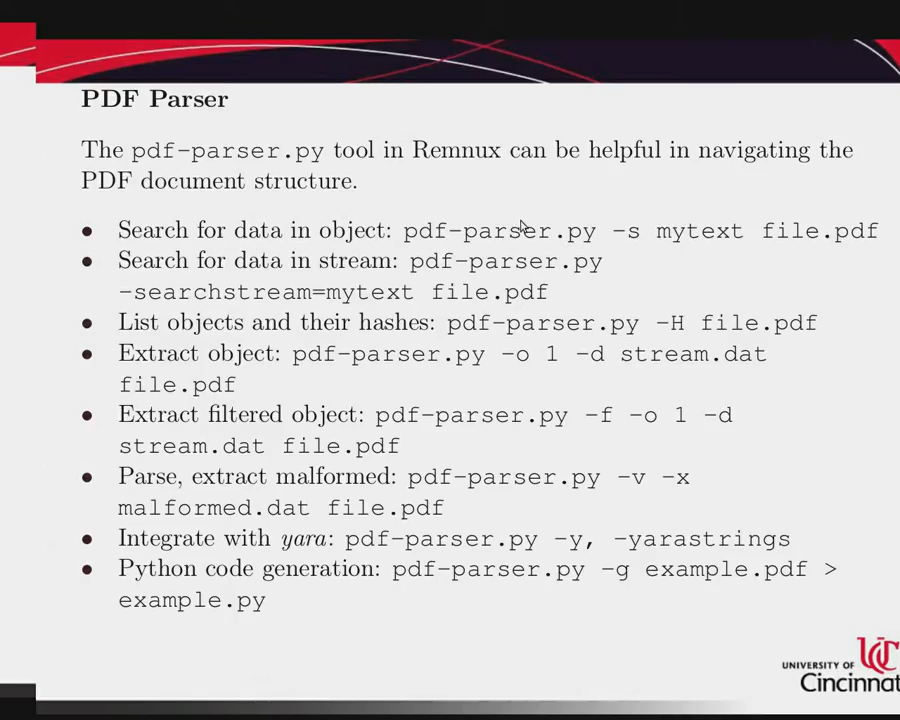 PDF Parser
The pdf-parser.py tool in Remnux can be helpful in navigating the
PDF document structure.
• Search for data in object: pdf-parser.py -s mytext file.pdf
• Search for data in stream: pdf-parser.py
-searchstream=mytext file.pdf
• List objects and their hashes: pdf-parser.py -H file.pdf
• Extract object: pdf-parser.py -o 1 -d stream.dat
file.pdf
• Extract filtered object: pdf-parser.py -f -o 1 -d
stream.dat file.pdf
• Parse, extract malformed: pdf-parser.py -v -x
malformed.dat file.pdf
• Integrate with yara: pdf-parser.py -y, -yarastrings
• Python code generation: pdf-parser.py -g example.pdf >
example.py
UNIVERSITY OF
Cincinnat